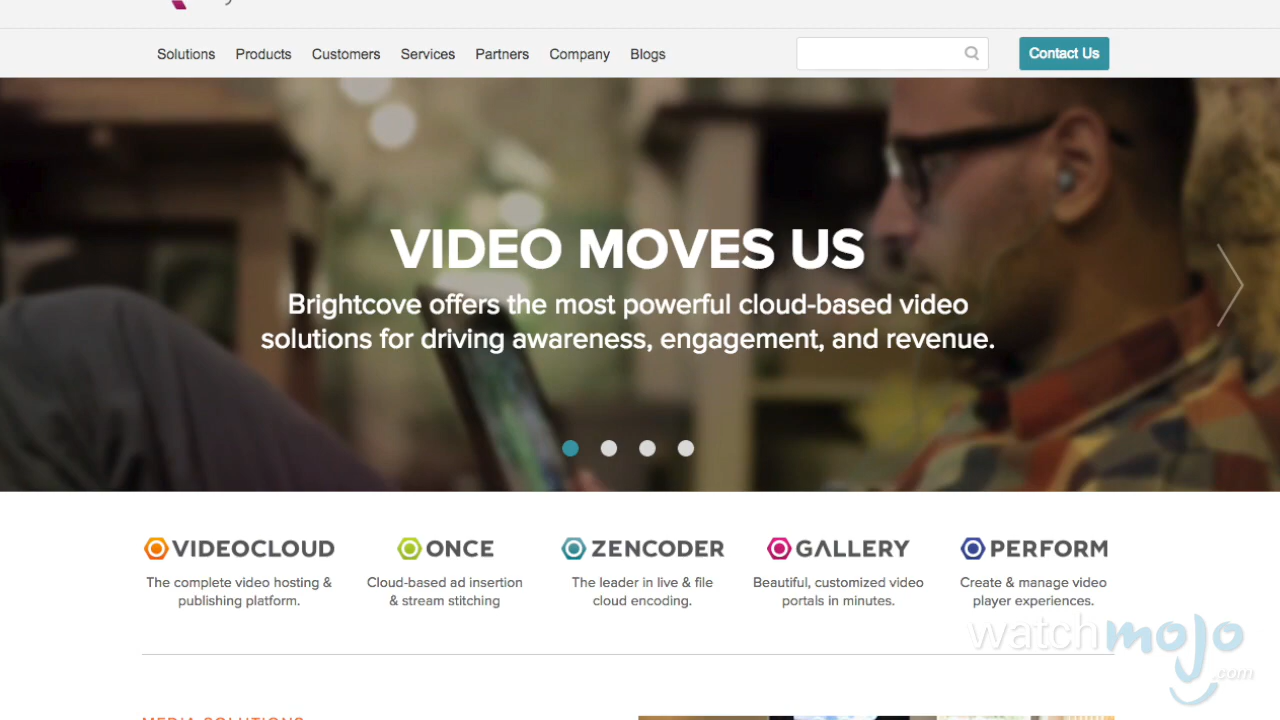 Solutions Products Customers Services Partners Company Blogs Contact Us
VIDEO MOVES US
Brightcove offers the most powerful cloud-based video
solutions for driving awareness, engagement, and revenue.
VIDEOCLOUD ONCE ZENCODER GALLERY PERFORM
The complete video hosting &
publishing platform.
Cloud-based ad insertion
& stream stitching
The leader in live & file
cloud encoding.
Beautiful, customized video
portals in minutes.
Create & manage video
player experiences.
watchmojo
.com
MEDIA SOLUTIONS